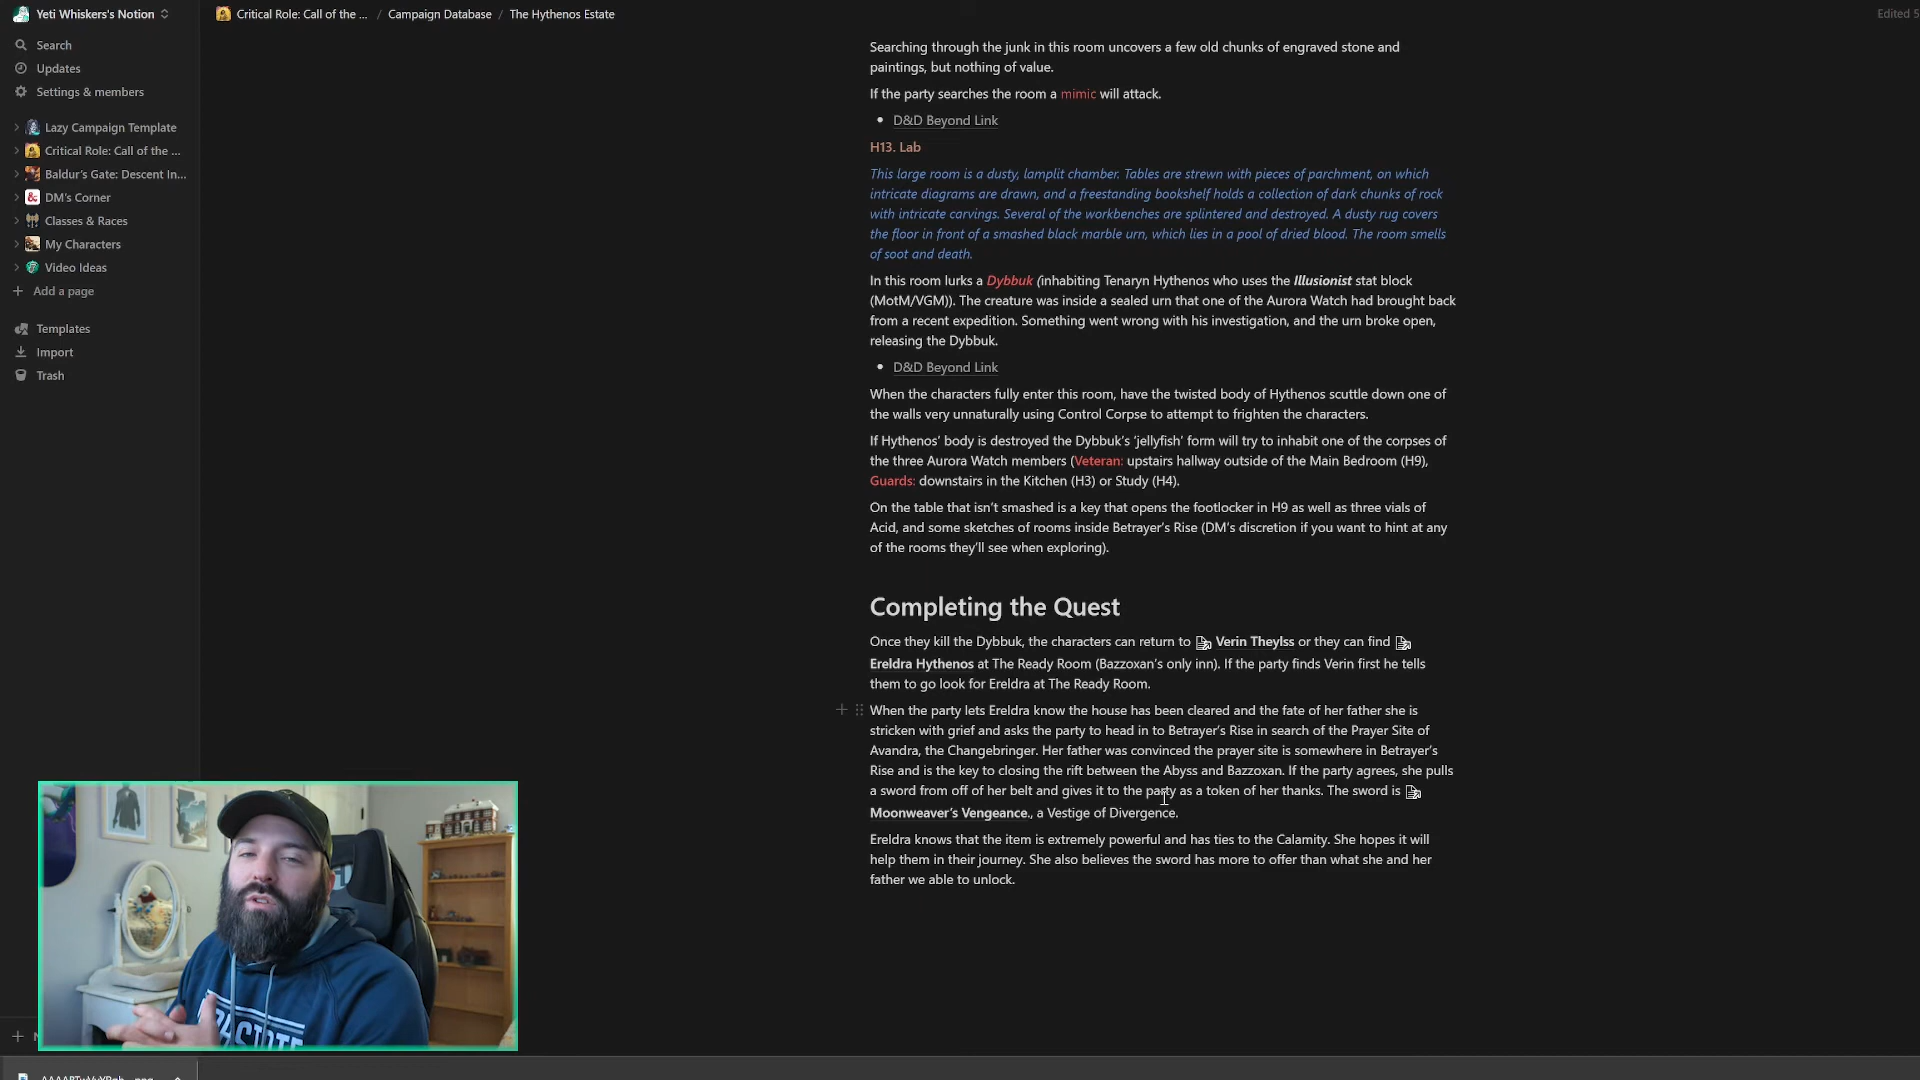 Yeti Whiskers's Notion
Critical Role: Call of the ... / Campaign Database / The Hythenos Estate
Edited 5
Search
Updates
Settings & members
Lazy Campaign Template
Critical Role: Call of the ...
Baldur's Gate: Descent In...
DM's Corner
Classes & Races
My Characters
Video Ideas
Add a page
Templates
Import
Trash
Searching through the junk in this room uncovers a few old chunks of engraved stone and
paintings, but nothing of value.
If the party searches the room a mimic will attack.
• D&D Beyond Link
H13. Lab
This large room is a dusty, lamplit chamber. Tables are strewn with pieces of parchment, on which
intricate diagrams are drawn, and a freestanding bookshelf holds a collection of dark chunks of rock
with intricate carvings. Several of the workbenches are splintered and destroyed. A dusty rug covers
the floor in front of a smashed black marble urn, which lies in a pool of dried blood. The room smells
of soot and death.
In this room lurks a Dybbuk (inhabiting Tenaryn Hythenos who uses the Illusionist stat block
(MotM/VGM)). The creature was inside a sealed urn that one of the Aurora Watch had brought back
from a recent expedition. Something went wrong with his investigation, and the urn broke open,
releasing the Dybbuk.
• D&D Beyond Link
When the characters fully enter this room, have the twisted body of Hythenos scuttle down one of
the walls very unnaturally using Control Corpse to attempt to frighten the characters.
If Hythenos' body is destroyed the Dybbuk's 'jellyfish' form will try to inhabit one of the corpses of
the three Aurora Watch members (Veteran: upstairs hallway outside of the Main Bedroom (H9),
Guards: downstairs in the Kitchen (H3) or Study (H4).
On the table that isn't smashed is a key that opens the footlocker in H9 as well as three vials of
Acid, and some sketches of rooms inside Betrayer's Rise (DM's discretion if you want to hint at any
of the rooms they'll see when exploring).
Completing the Quest
Once they kill the Dybbuk, the characters can return to Verin Theylss or they can find
Ereldra Hythenos at The Ready Room (Bazzoxan's only inn). If the party finds Verin first he tells
them to go look for Ereldra at The Ready Room.
When the party lets Ereldra know the house has been cleared and the fate of her father she is
stricken with grief and asks the party to head in to Betrayer's Rise in search of the Prayer Site of
Avandra, the Changebringer. Her father was convinced the prayer site is somewhere in Betrayer's
Rise and is the key to closing the rift between the Abyss and Bazzoxan. If the party agrees, she pulls
a sword from off of her belt and gives it to the party as a token of her thanks. The sword is
Moonweaver's Vengeance., a Vestige of Divergence.
Ereldra knows that the item is extremely powerful and has ties to the Calamity. She hopes it will
help them in their journey. She also believes the sword has more to offer than what she and her
father we able to unlock.